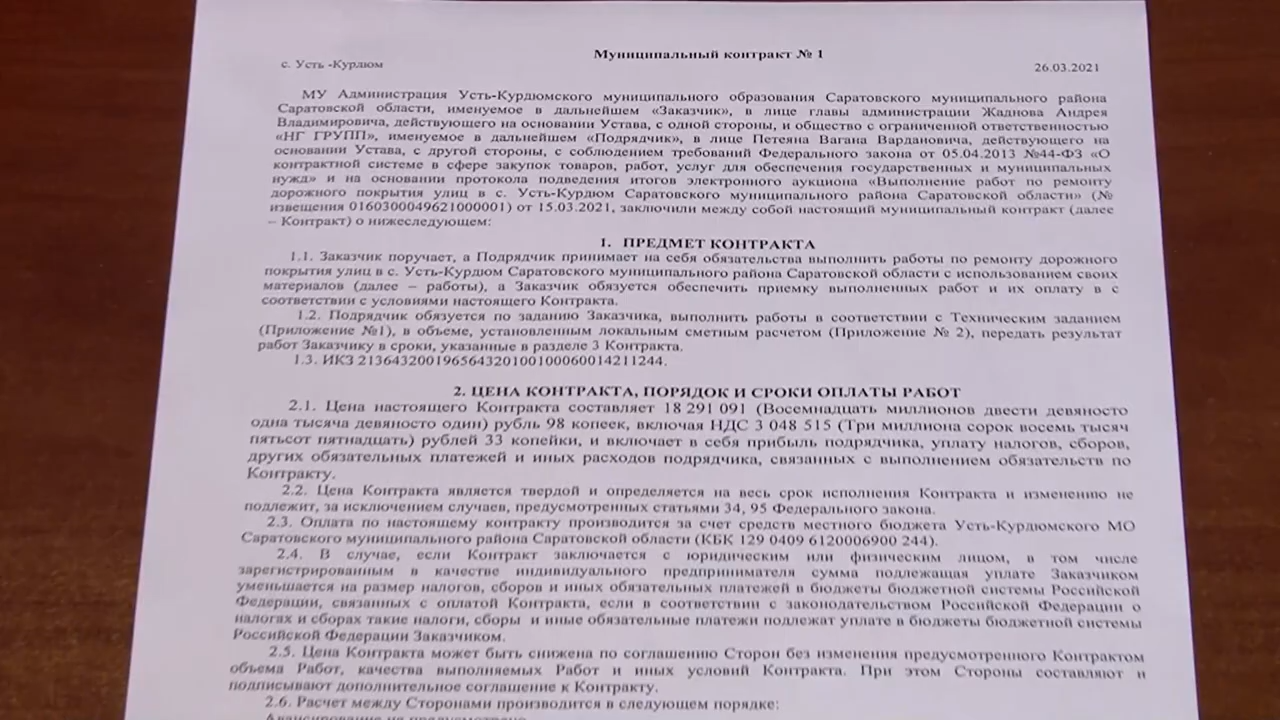 Муниципальный контракт № 1
с. Усть -Курдюм 26.03.2021
МУ Администрация Усть-Курдюмского муниципального образования Саратовского муниципального района
Саратовской области, именуемое в дальнейшем «Заказчик», в лице главы администрации Жаднова Андрея
Владимировича, действующего на основании Устава, с одной стороны, и общество с ограниченной ответственностью
«НГ ГРУПП», именуемое в дальнейшем «Подрядчик», в лице Петеяна Вагана Вардановича, действующего на
основании Устава, с другой стороны, с соблюдением требований Федерального закона от 05.04.2013 №44-ФЗ «О
контрактной системе в сфере закупок товаров, работ, услуг для обеспечения государственных и муниципальных
нужд» и на основании протокола подведения итогов электронного аукциона «Выполнение работ по ремонту
дорожного покрытия улиц в с. Усть-Курдюм Саратовского муниципального района Саратовской области» (№
извещения 0160300049621000001) от 15.03.2021, заключили между собой настоящий муниципальный контракт (далее
– Контракт) о нижеследующем:
1. ПРЕДМЕТ КОНТРАКТА
1.1. Заказчик поручает, а Подрядчик принимает на себя обязательства выполнить работы по ремонту дорожного
покрытия улиц в с. Усть-Курдюм Саратовского муниципального района Саратовской области с использованием своих
материалов (далее – работы), а Заказчик обязуется обеспечить приемку выполненных работ и их оплату в с
соответствии с условиями настоящего Контракта.
1.2. Подрядчик обязуется по заданию Заказчика, выполнить работы в соответствии с Техническим заданием
(Приложение №1), в объеме, установленным локальным сметным расчетом (Приложение № 2), передать результат
работ Заказчику в сроки, указанные в разделе 3 Контракта.
1.3. ИКЗ 213643200196564320100100060014211244.
2. ЦЕНА КОНТРАКТА, ПОРЯДОК И СРОКИ ОПЛАТЫ РАБОТ
2.1. Цена настоящего Контракта составляет 18 291 091 (Восемнадцать миллионов двести девяносто
одна тысяча девяносто один) рубль 98 копеек, включая НДС 3 048 515 (Три миллиона сорок восемь тысяч
пятьсот пятнадцать) рублей 33 копейки, и включает в себя прибыль подрядчика, уплату налогов, сборов,
других обязательных платежей и иных расходов подрядчика, связанных с выполнением обязательств по
Контракту.
2.2. Цена Контракта является твердой и определяется на весь срок исполнения Контракта и изменению не
подлежит, за исключением случаев, предусмотренных статьями 34, 95 Федерального закона.
2.3. Оплата по настоящему контракту производится за счет средств местного бюджета Усть-Курдюмского МО
Саратовского муниципального района Саратовской области (КБК 129 0409 6120006900 244).
2.4. В случае, если Контракт заключается с юридическим или физическим лицом, в том числе
зарегистрированным в качестве индивидуального предпринимателя сумма подлежащая уплате Заказчиком
уменьшается на размер налогов, сборов и иных обязательных платежей в бюджеты бюджетной системы Российской
Федерации, связанных с оплатой Контракта, если в соответствии с законодательством Российской Федерации о
налогах и сборах такие налоги, сборы и иные обязательные платежи подлежат уплате в бюджеты бюджетной системы
Российской Федерации Заказчиком.
2.5. Цена Контракта может быть снижена по соглашению Сторон без изменения предусмотренного Контрактом
объема Работ, качества выполняемых Работ и иных условий Контракта. При этом Стороны составляют и
подписывают дополнительное соглашение к Контракту.
2.6. Расчет между Сторонами производится в следующем порядке: